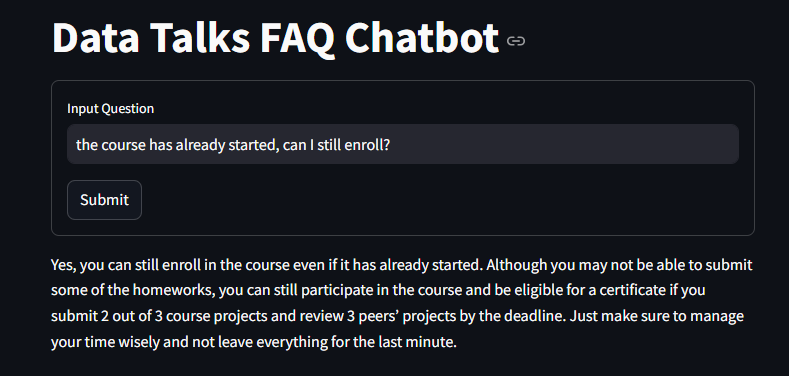 Data Talks FAQ Chatbot
Input Question
the course has already started, can I still enroll?
Submit
Yes, you can still enroll in the course even if it has already started. Although you may not be able to submit
some of the homeworks, you can still participate in the course and be eligible for a certificate if you
submit 2 out of 3 course projects and review 3 peers’ projects by the deadline. Just make sure to manage
your time wisely and not leave everything for the last minute.